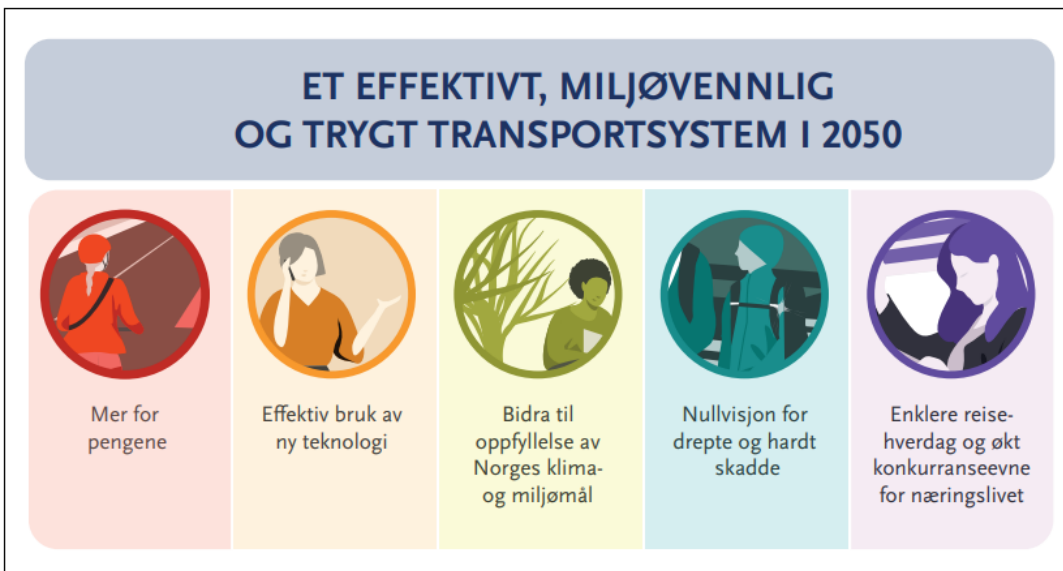 ET EFFEKTIVT, MILJØVENNLIG
OG TRYGT TRANSPORTSYSTEM I 2050
Mer for
pengene
Effektiv bruk av
ny teknologi
Bidra til
oppfyllelse av
Norges klima-
og miljømål
Nullvisjon for
drepte og hardt
skadde
Enklere reise-
hverdag og økt
konkurranseevne
for næringslivet